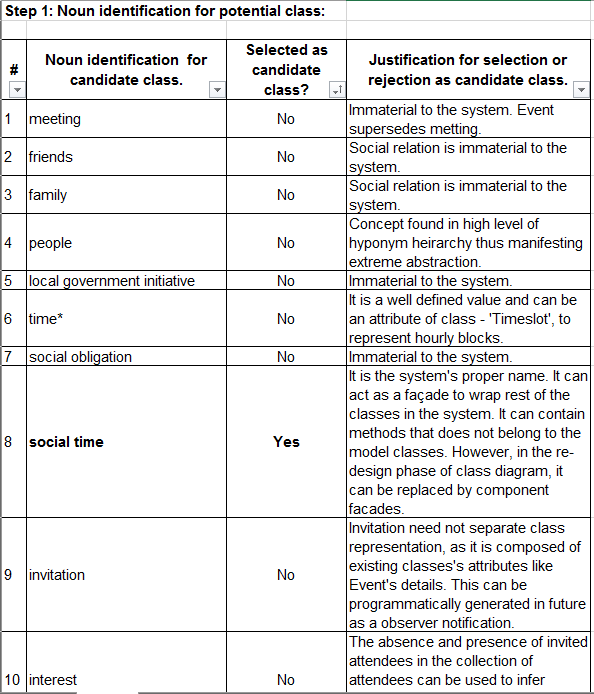 Step 1: Noun identification for potential class:
#
Noun identification for
candidate class.
Selected as
candidate
class?
Justification for selection or
rejection as candidate class.
1
meeting
No
Immaterial to the system. Event
supersedes metting.
2
friends
No
Social relation is immaterial to the
system.
3
family
No
Social relation is immaterial to the
system.
4
people
No
Concept found in high level of
hyponym heirarchy thus manifesting
extreme abstraction.
5
local government initiative
No
Immaterial to the system.
6
time*
No
It is a well defined value and can be
an attribute of class - 'Timeslot', to
represent hourly blocks.
7
social obligation
No
Immaterial to the system.
8
social time
Yes
It is the system's proper name. It can
act as a façade to wrap rest of the
classes in the system. It can contain
methods that does not belong to the
model classes. However, in the re-
design phase of class diagram, it
can be replaced by component
facades.
9
invitation
No
Invitation need not separate class
representation, as it is composed of
existing classes's attributes like
Event's details. This can be
programmatically generated in future
as a observer notification.
10
interest
No
The absence and presence of invited
attendees in the collection of
attendees can be used to infer